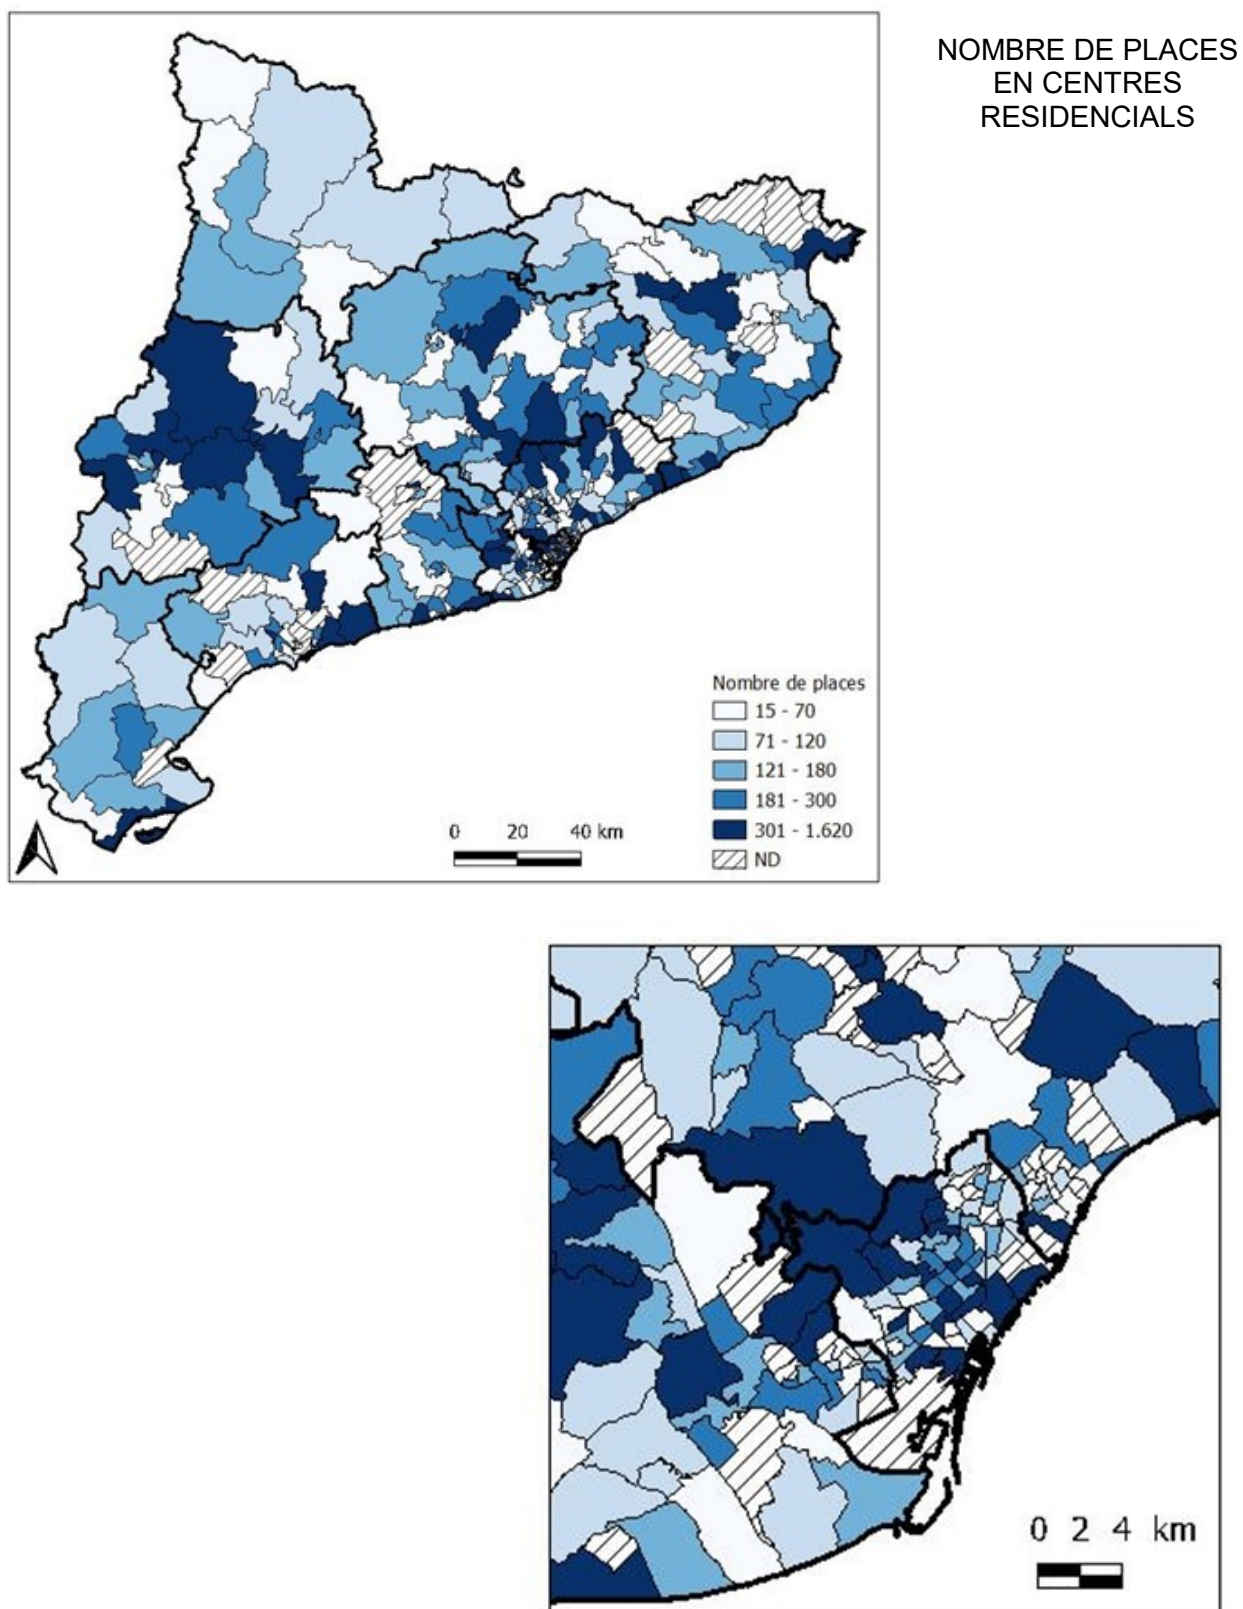 NOMBRE DE PLACES
EN CENTRES
RESIDENCIALS
Nombre de places
15 - 70
71 - 120
121 - 180
181 - 300
301 - 1.620
ND
0 20 40 km
0 2 4 km